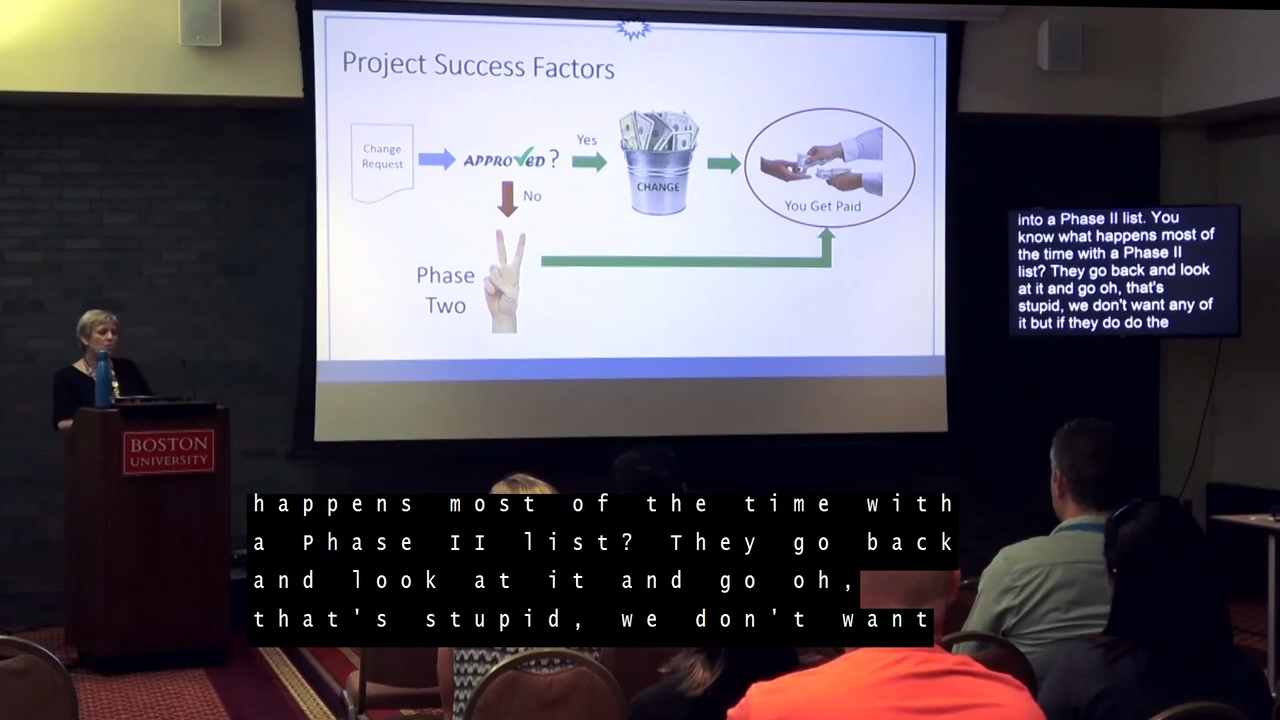 Project Success Factors
Change
Request
APPROVED?
Yes
No
CHANGE
You Get Paid
Phase
Two
into a Phase II list. You
know what happens most of
the time with a Phase II
list? They go back and look
at it and go oh, that's
stupid, we don't want any of
it but if they do do the
BOSTON
UNIVERSITY
happens most of the time with
a Phase II list? They go back
and look at it and go oh,
that's stupid, we don't want